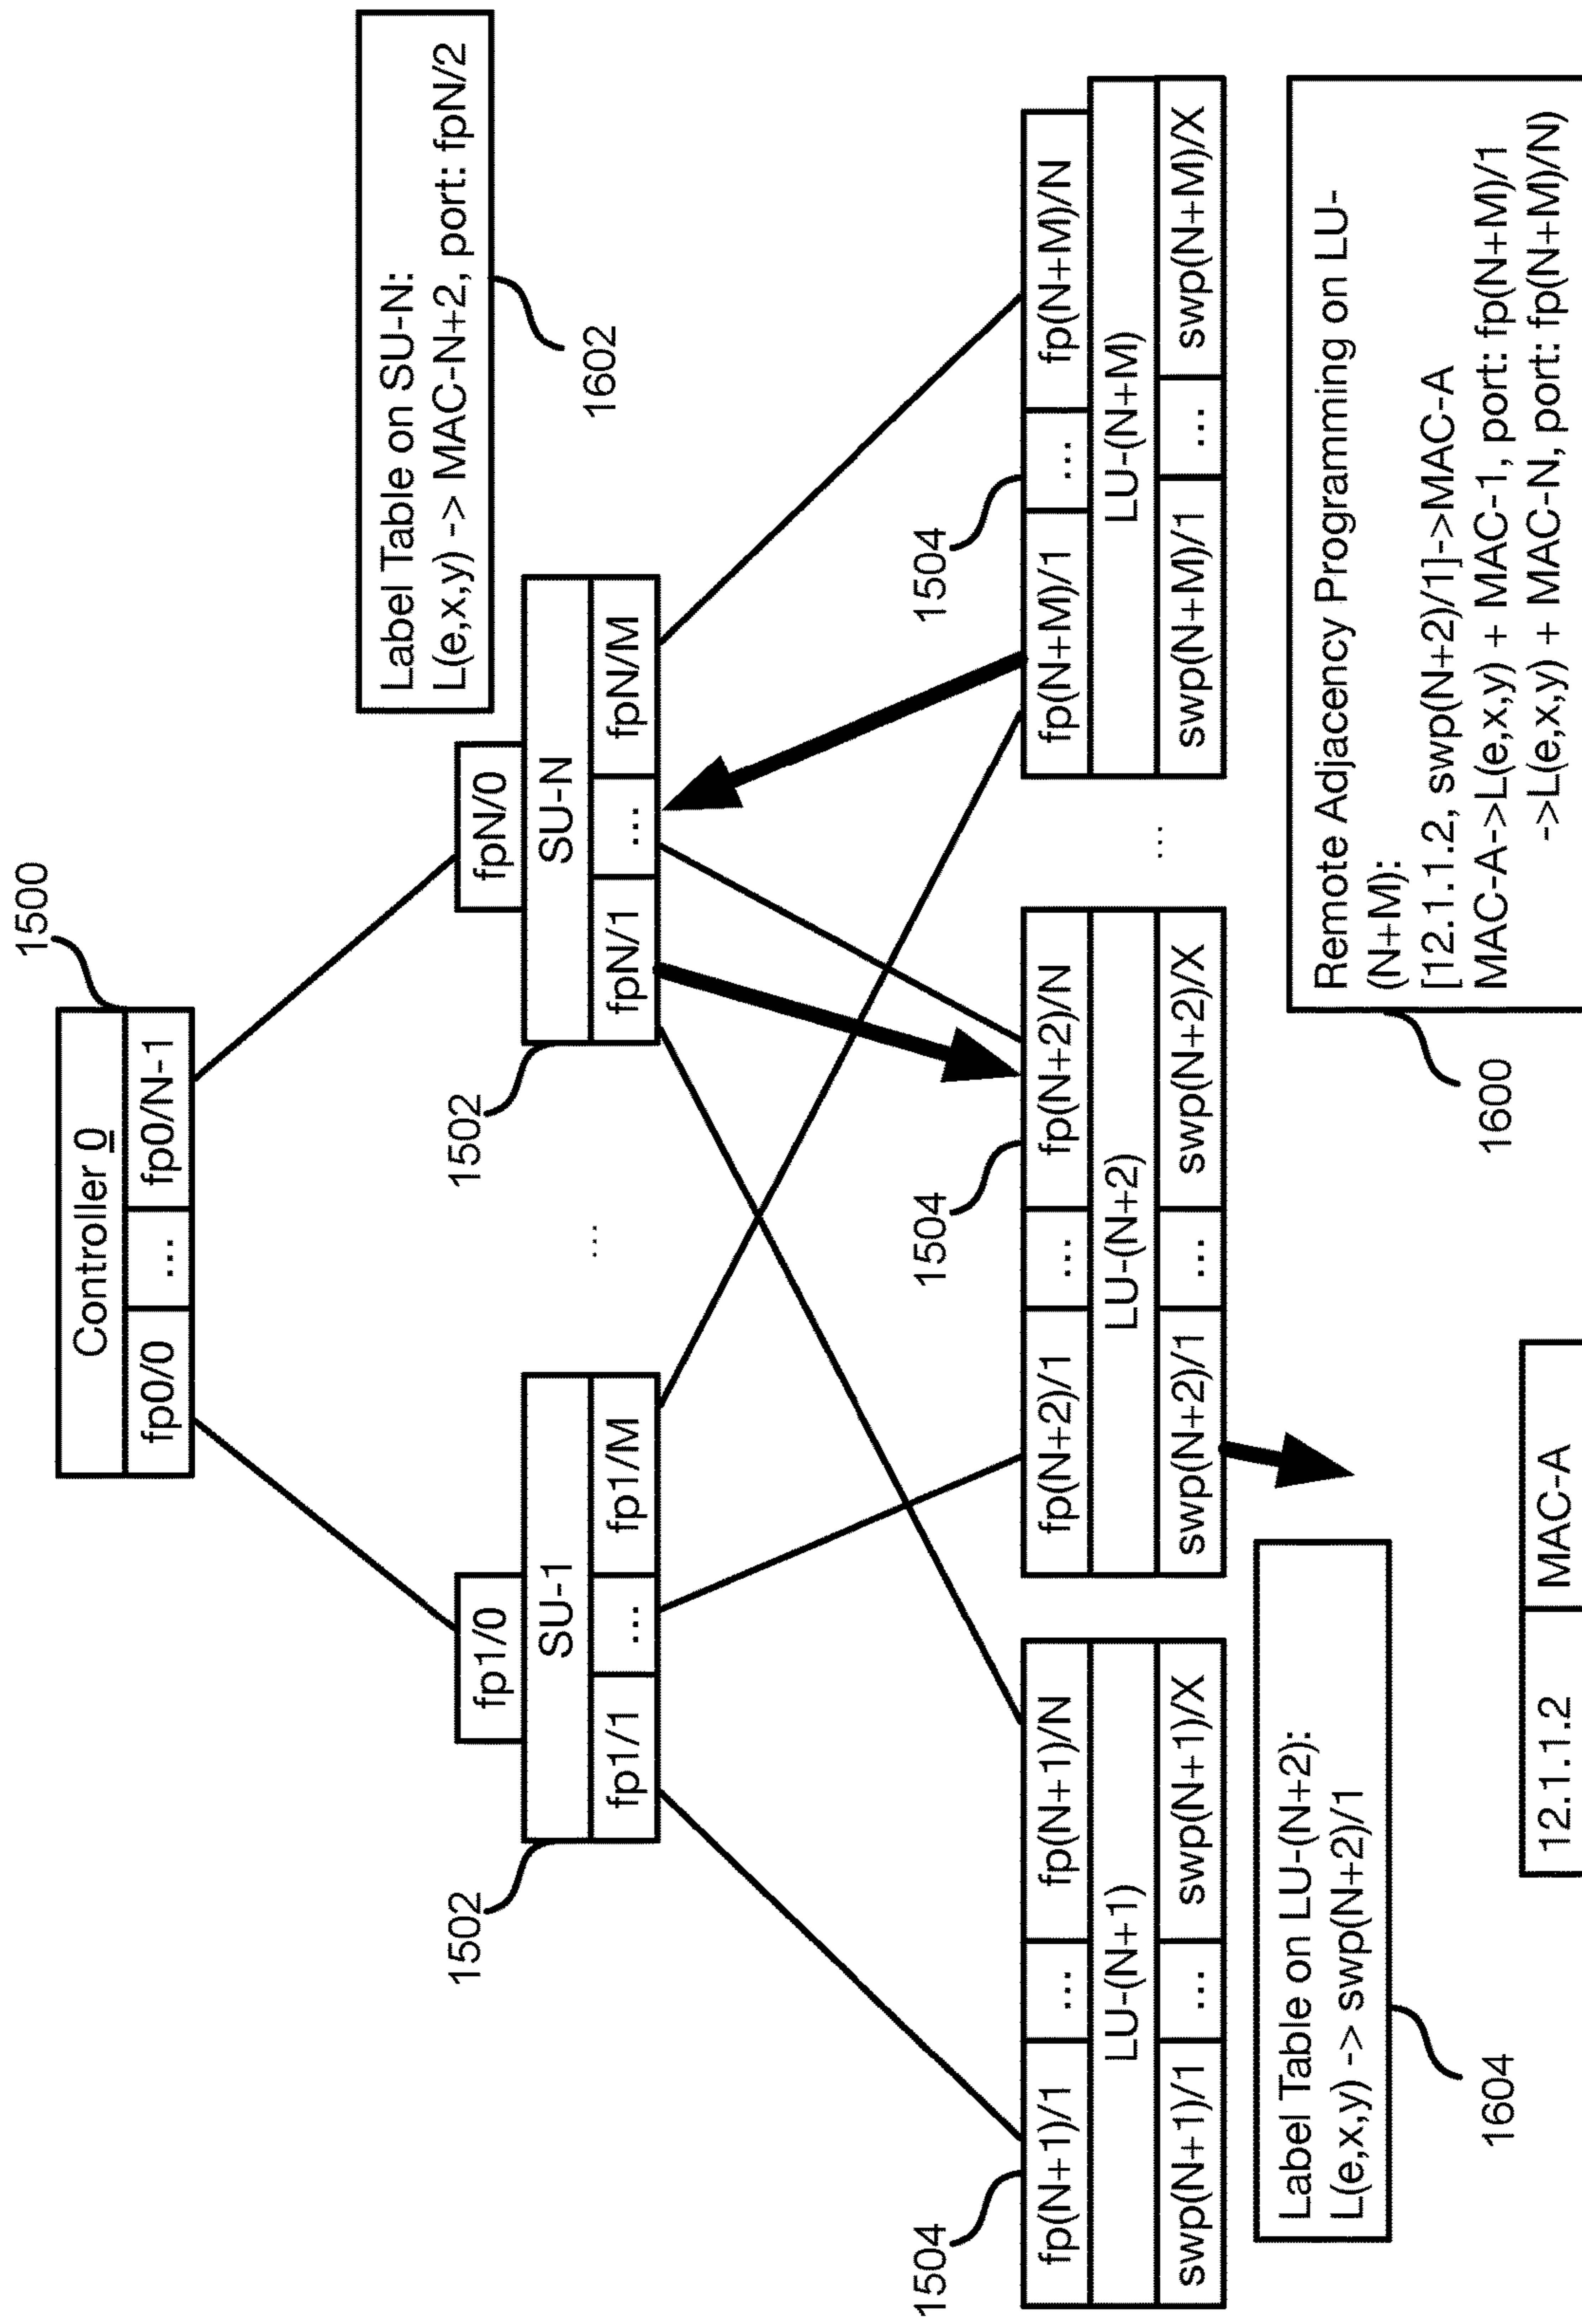 1500
Controller 0
fp0/0
...
fp0/N-1
Label Table on SU-N:
L(e,x,y) -> MAC-N+2, port: fpN/2
1602
fp1/0
SU-1
fp1/1
...
fp1/M
1502
...
fpN/0
SU-N
fpN/1
...
fpN/M
1502
1504
fp(N+1)/1
...
fp(N+1)/N
LU-(N+1)
swp(N+1)/1
...
swp(N+1)/X
1504
fp(N+2)/1
...
fp(N+2)/N
LU-(N+2)
swp(N+2)/1
...
swp(N+2)/X
...
1504
fp(N+M)/1
...
fp(N+M)/N
LU-(N+M)
swp(N+M)/1
...
swp(N+M)/X
Label Table on LU-(N+2):
L(e,x,y) -> swp(N+2)/1
1604
12.1.1.2
MAC-A
Remote Adjacency Programming on LU-
(N+M):
[12.1.1.2, swp(N+2)/1]->MAC-A
MAC-A->L(e,x,y) + MAC-1, port: fp(N+M)/1
->L(e,x,y) + MAC-N, port: fp(N+M)/N)
1600